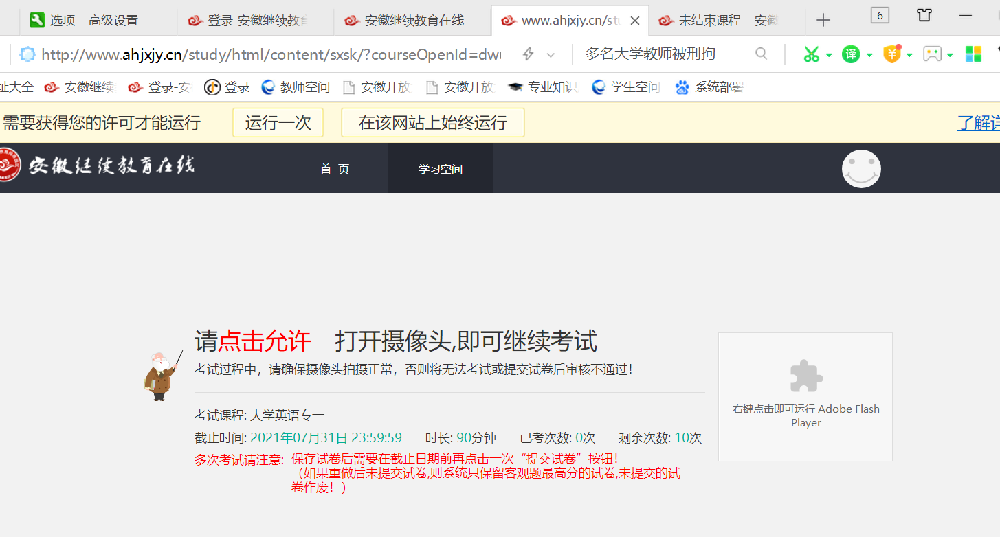 选项 - 高级设置
登录-安徽继续教育
安徽继续教育在线
www.ahjxjy.cn/stu
未结束课程 - 安徽
6
http://www.ahjxjy.cn/study/html/content/sxsk/?courseOpenId=dwu
多名大学教师被刑拘
译
址大全
安徽继续
登录-安
登录
教师空间
安徽开放
安徽开放
专业知识
学生空间
系统部署
需要获得您的许可才能运行
运行一次
在该网站上始终运行
了解详
安徽继续教育在线
首 页
学习空间
请点击允许 打开摄像头,即可继续考试
考试过程中，请确保摄像头拍摄正常，否则将无法考试或提交试卷后审核不通过！
考试课程: 大学英语专一
截止时间: 2021年07月31日 23:59:59 时长: 90分钟 已考次数: 0次 剩余次数: 10次
多次考试请注意: 保存试卷后需要在截止日期前再点击一次“提交试卷”按钮！
（如果重做后未提交试卷,则系统只保留客观题最高分的试卷,未提交的试
卷作废！）
右键点击即可运行 Adobe Flash
Player